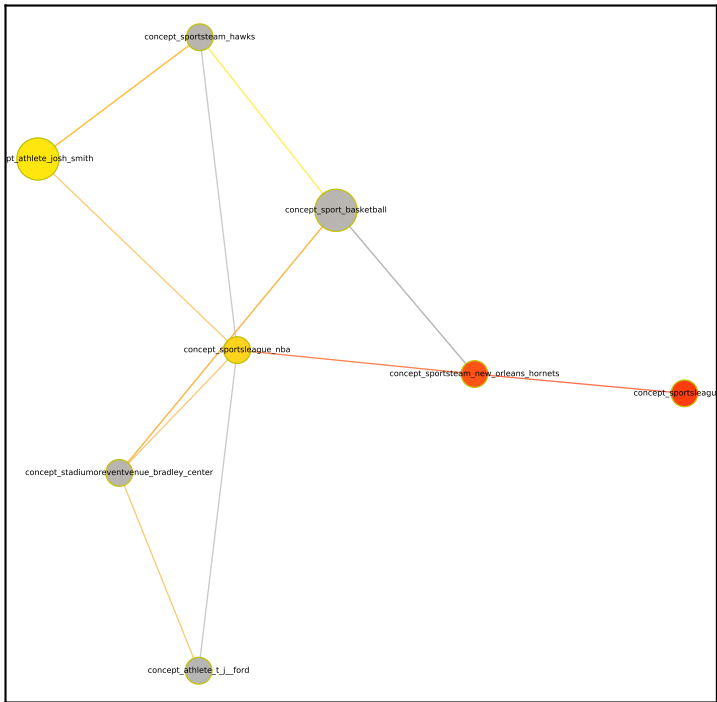 concept_sportsteam_hawks
pt_athlete_josh_smith
concept_sport_basketball
concept_sportsleague_nba
concept_sportsteam_new_orleans_hornets
concept_sportsleagu
concept_stadiumoreventvenue_bradley_center
concept_athlete_t_j__ford